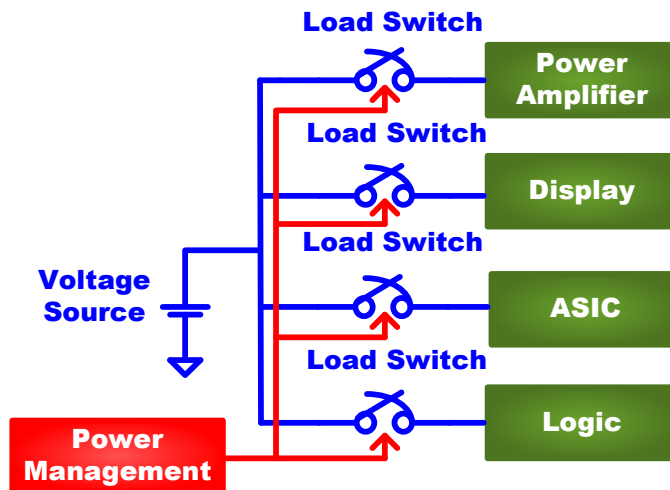 Load Switch
Power
Amplifier
Load Switch
Display
Load Switch
Voltage
Source
ASIC
Load Switch
Logic
Power
Management